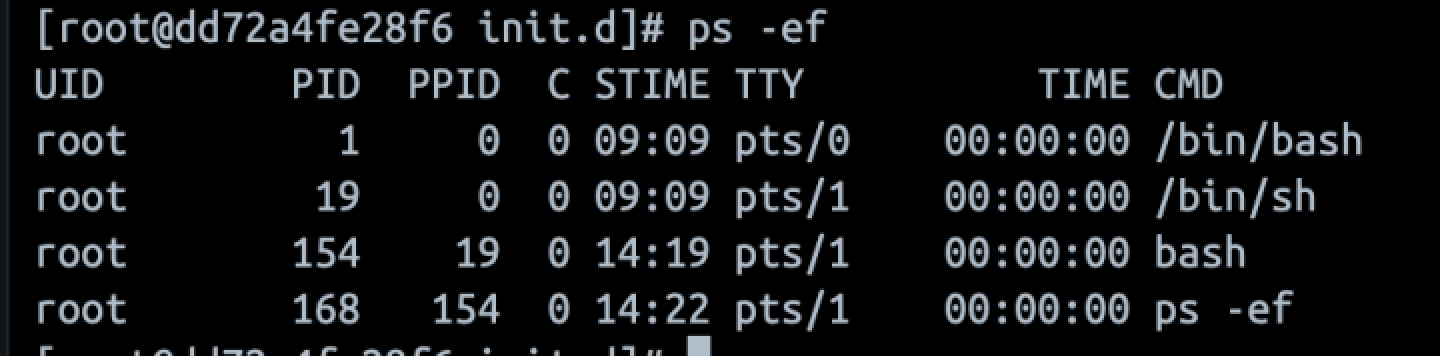 [root@dd72a4fe28f6 init.d]# ps -ef
UID          PID    PPID  C STIME TTY          TIME CMD
root           1       0  0 09:09 pts/0    00:00:00 /bin/bash
root          19       0  0 09:09 pts/1    00:00:00 /bin/sh
root         154      19  0 14:19 pts/1    00:00:00 bash
root         168     154  0 14:22 pts/1    00:00:00 ps -ef
[root@dd72a4fe28f6 init.d]#